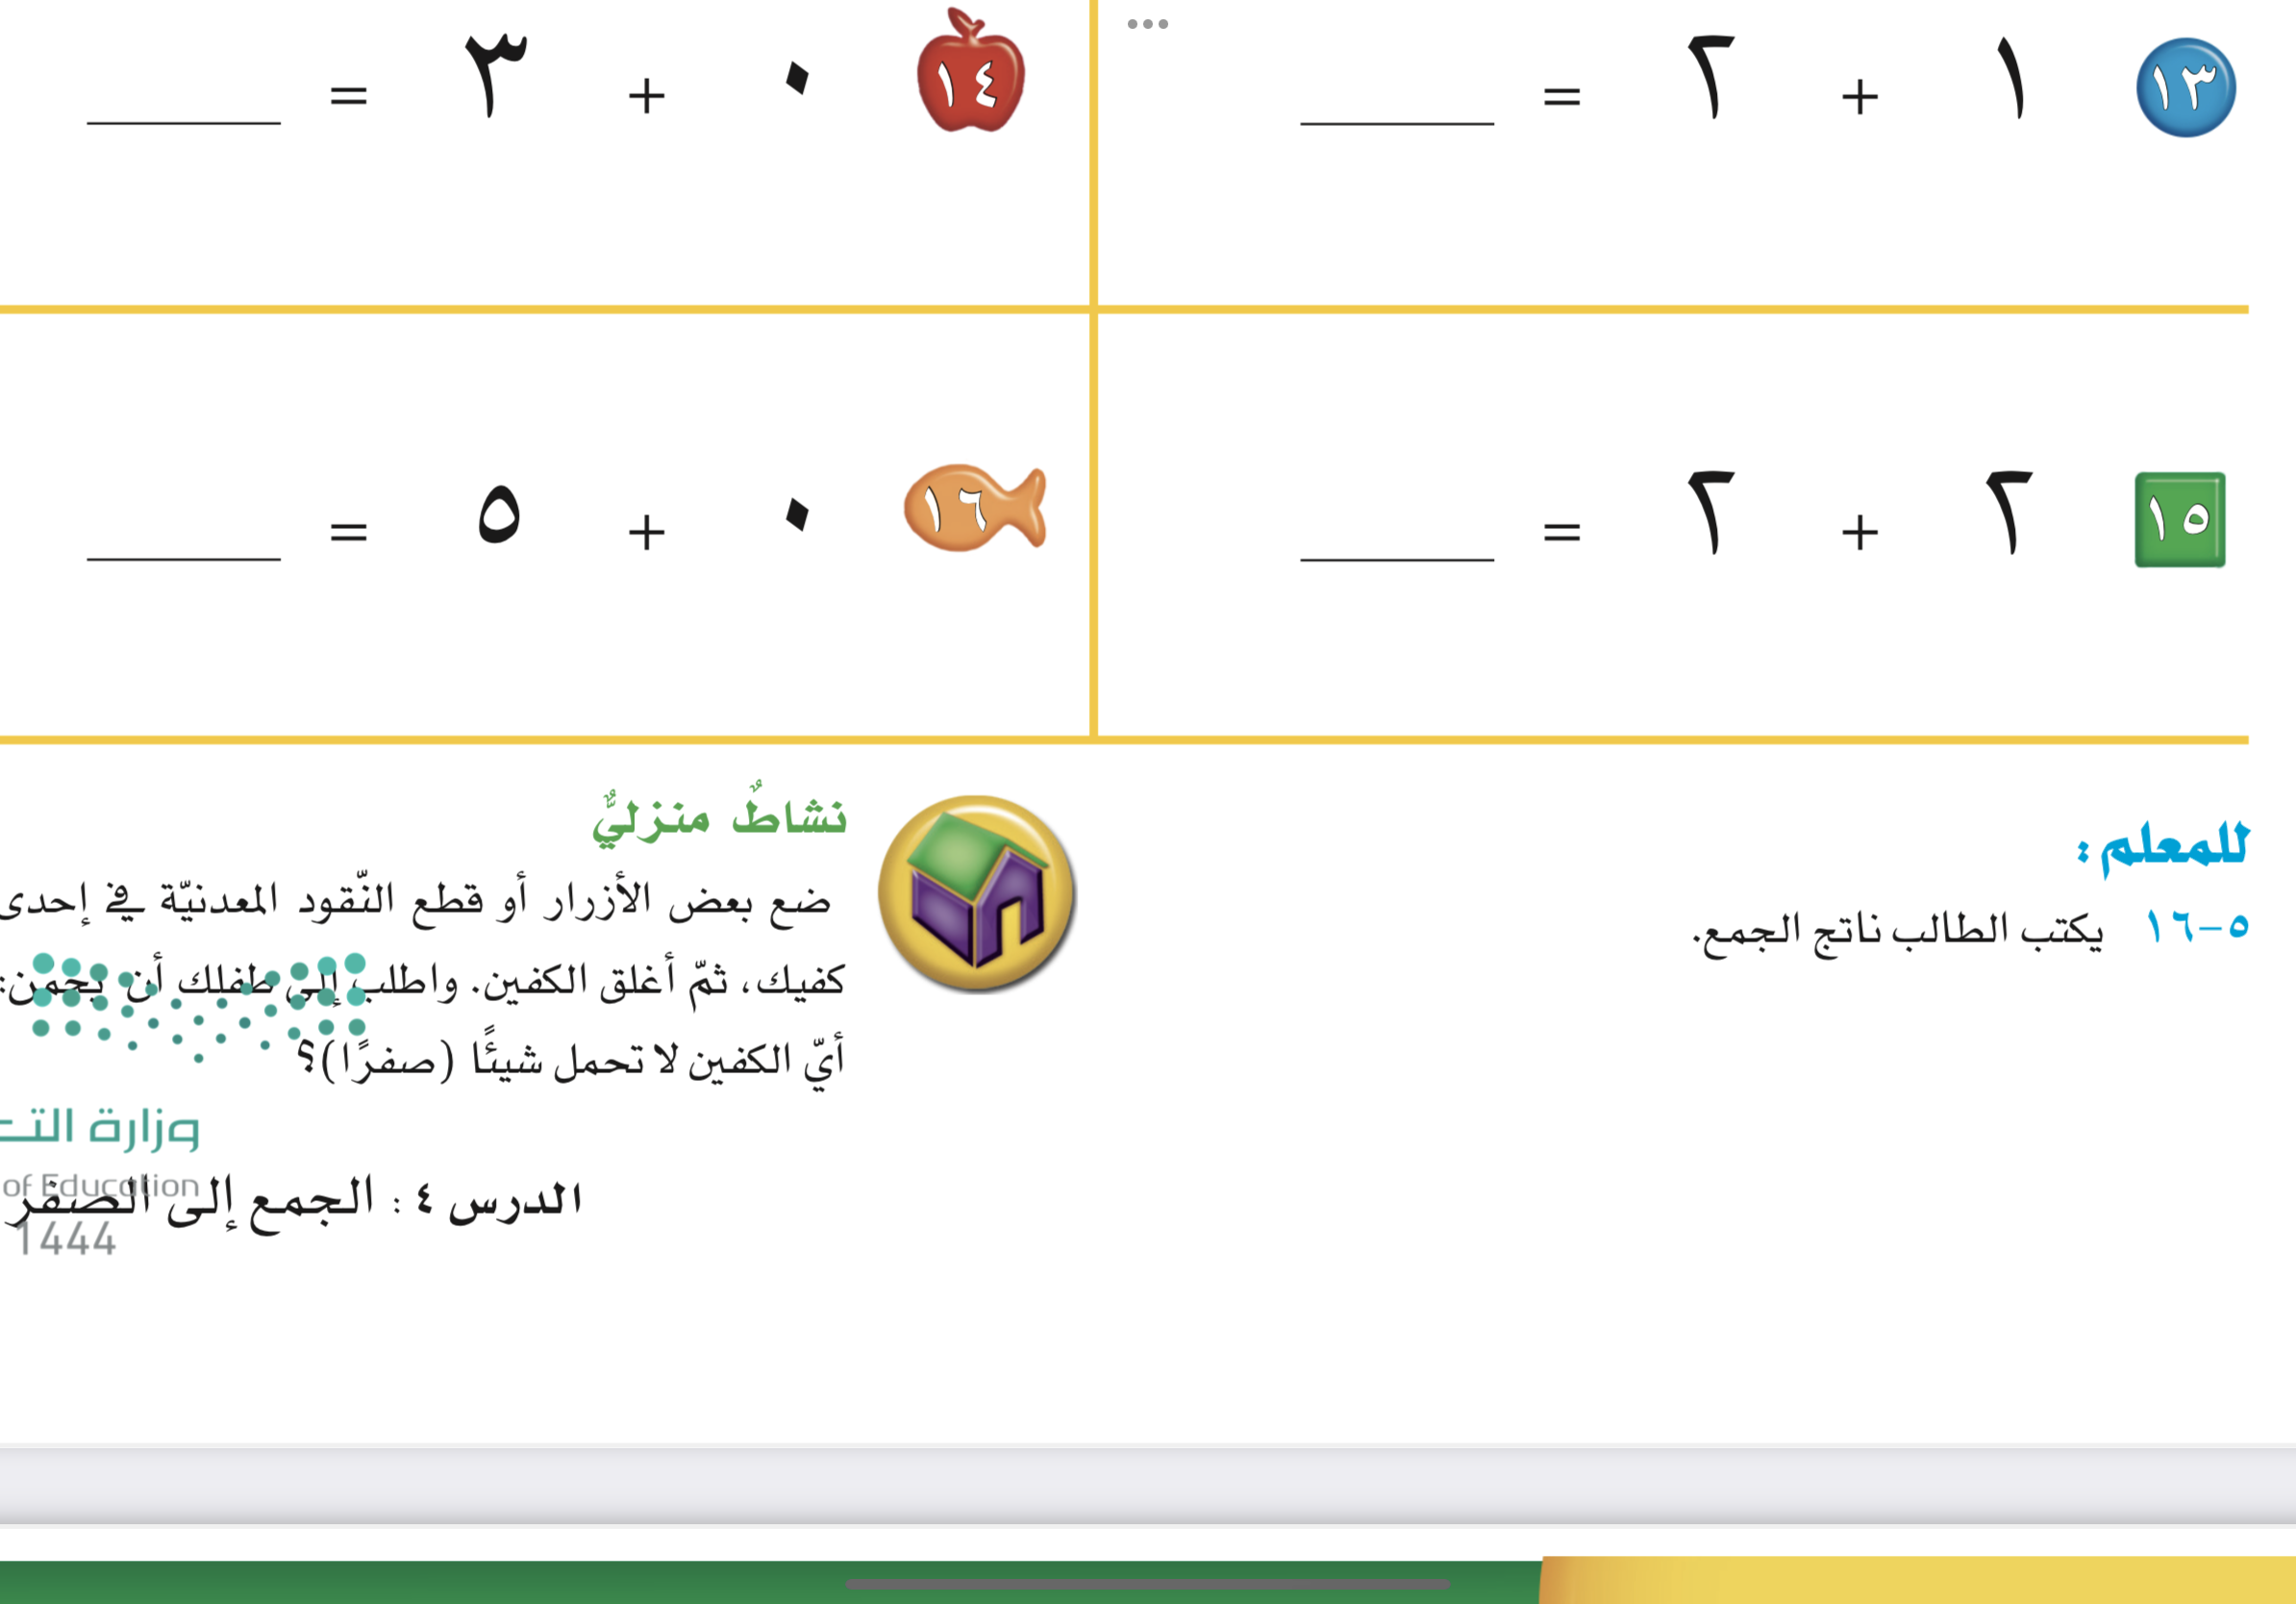 ١٣ ١ + ٢ = ______
١٤ ٠ + ٣ = ______
١٥ ٢ + ٢ = ______
١٦ ٠ + ٥ = ______
للمعلم:
٥-١٦ يكتب الطالب ناتج الجمع.
نشاطٌ منزليٌّ
ضع بعض الأزرار أو قطع النّقود المعدنيّة في إحدى
كفيك، ثمّ أغلق الكفين. واطلب إلى طفلك أن يخمن:
أيّ الكفين لا تحمل شيئًا (صفرًا)؟
وزارة
of Education
الدرس ٤ : الجمع إلى الصفر
1444